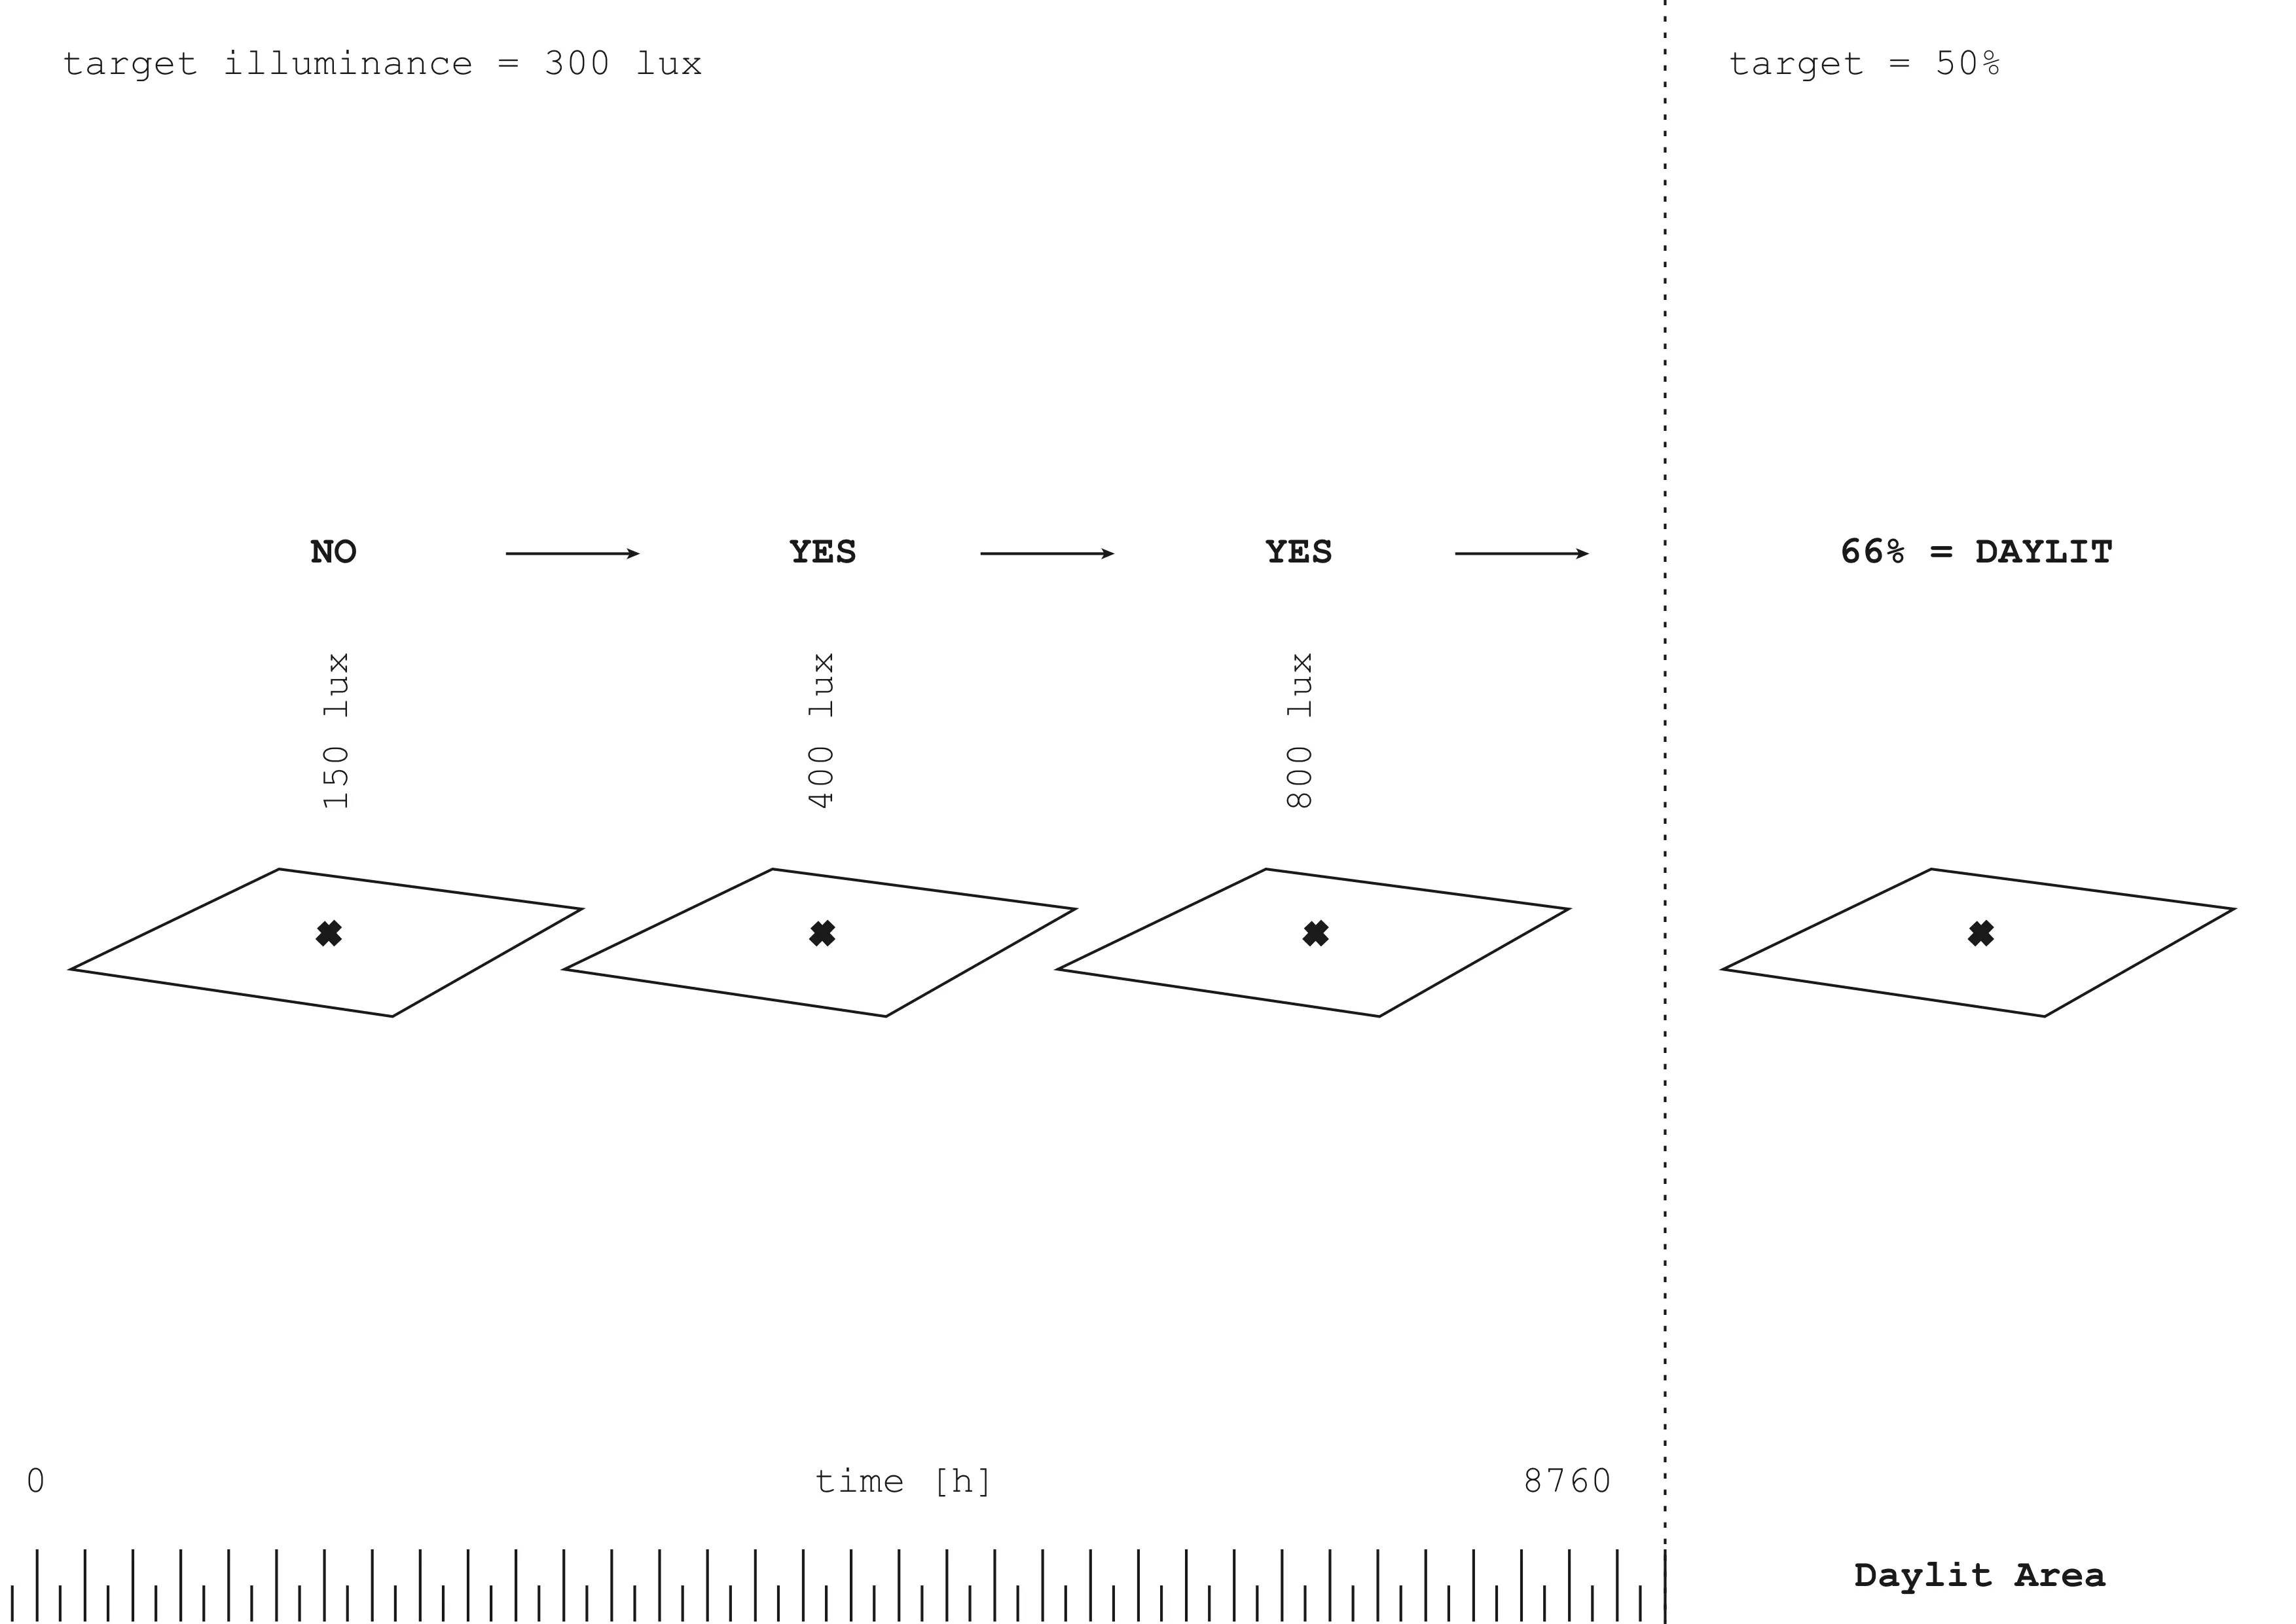 target illuminance = 300 lux
target = 50%
NO
YES
YES
66% = DAYLIT
150 lux
400 lux
800 lux
0
time [h]
8760
Daylit Area